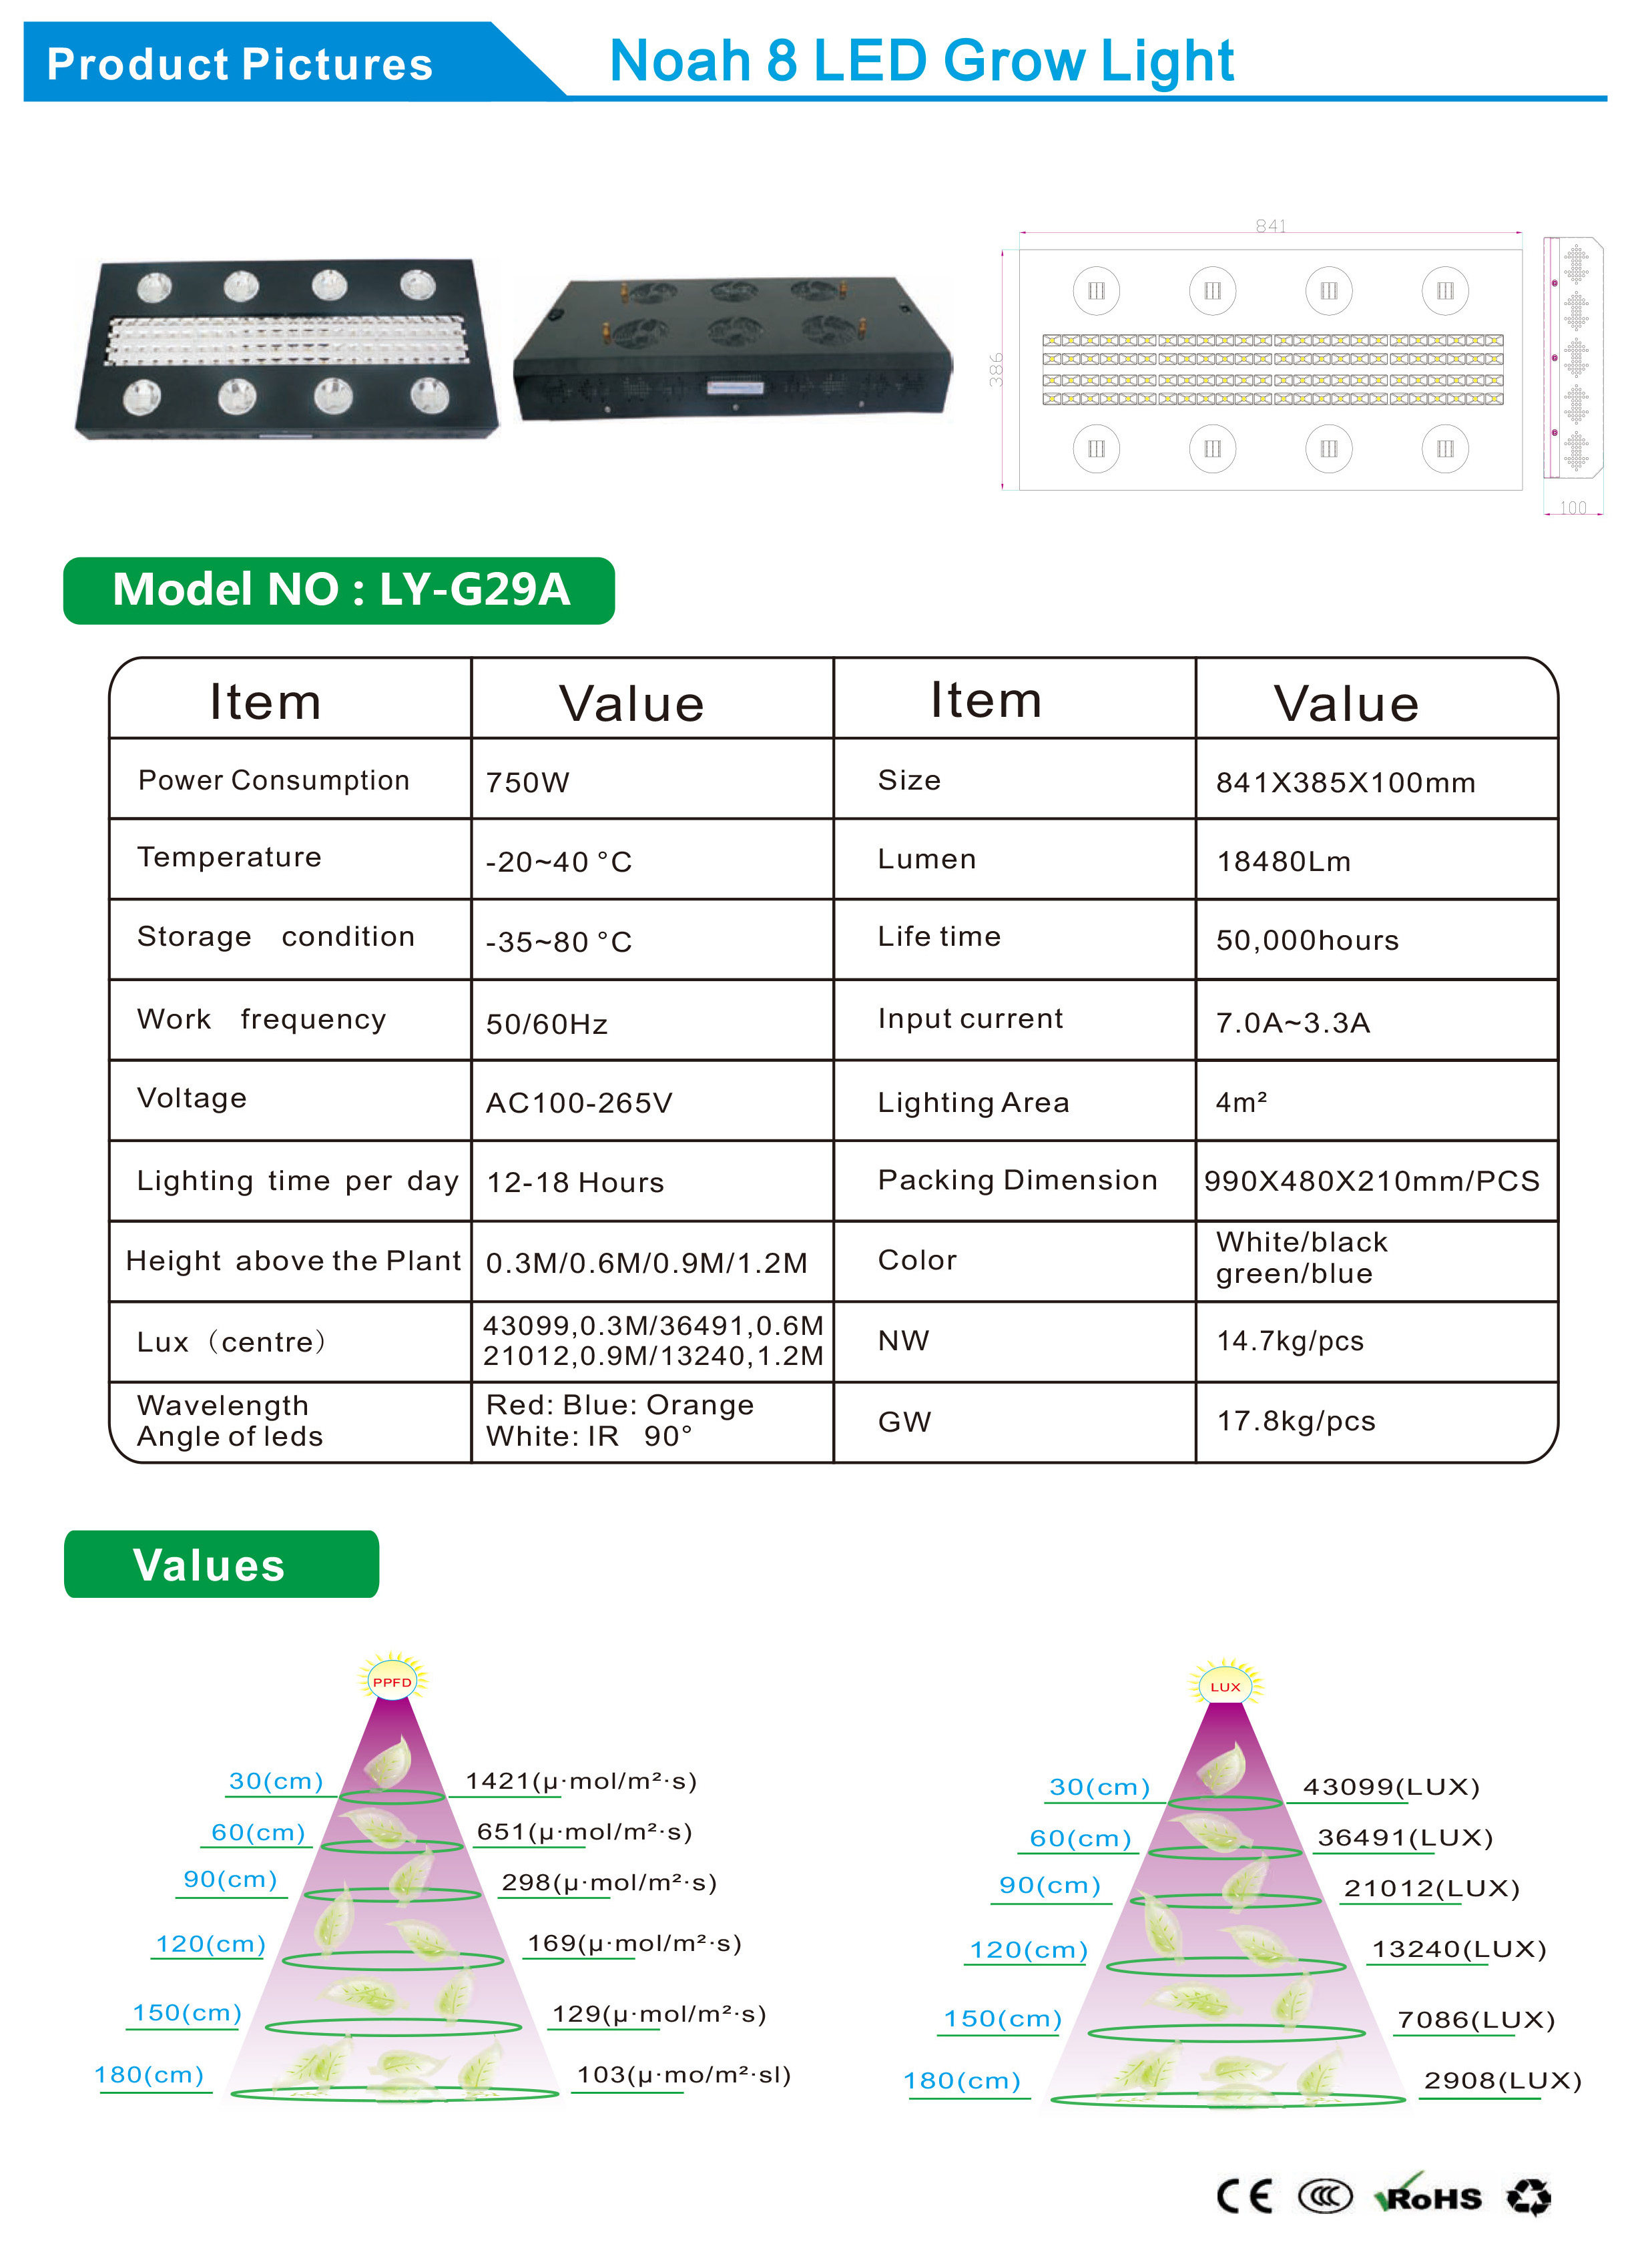 Product Pictures
Noah 8 LED Grow Light
841
386
100
Model NO : LY-G29A
Item Value Item Value
Power Consumption 750W Size 841X385X100mm
Temperature -20~40 °C Lumen 18480Lm
Storage condition -35~80 °C Life time 50,000hours
Work frequency 50/60Hz Input current 7.0A~3.3A
Voltage AC100-265V Lighting Area 4m²
Lighting time per day 12-18 Hours Packing Dimension 990X480X210mm/PCS
Height above the Plant 0.3M/0.6M/0.9M/1.2M Color White/black
green/blue
Lux（centre） 43099,0.3M/36491,0.6M
21012,0.9M/13240,1.2M
NW 14.7kg/pcs
Wavelength
Angle of leds
Red: Blue: Orange
White: IR 90°
GW 17.8kg/pcs
Values
PPFD
30(cm) 1421(μ·mol/m²·s)
60(cm) 651(μ·mol/m²·s)
90(cm) 298(μ·mol/m²·s)
120(cm) 169(μ·mol/m²·s)
150(cm) 129(μ·mol/m²·s)
180(cm) 103(μ·mo/m²·sl)
LUX
30(cm) 43099(LUX)
60(cm) 36491(LUX)
90(cm) 21012(LUX)
120(cm) 13240(LUX)
150(cm) 7086(LUX)
180(cm) 2908(LUX)
CE CCC RoHS